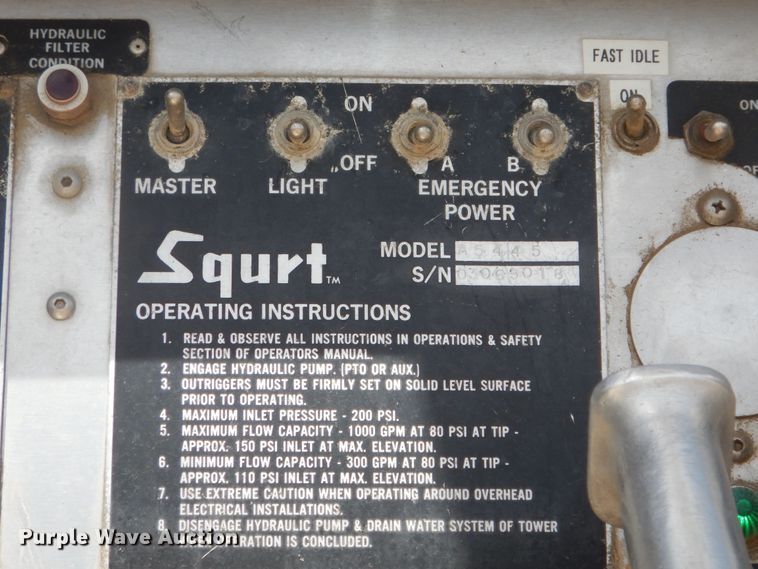 HYDRAULIC
FILTER
CONDITION
FAST IDLE
ON
ON
ON
OFF
A
B
MASTER
LIGHT
EMERGENCY
POWER
Squrt TM
MODEL A5445
S/N
OPERATING INSTRUCTIONS
1. READ & OBSERVE ALL INSTRUCTIONS IN OPERATIONS & SAFETY
SECTION OF OPERATORS MANUAL.
2. ENGAGE HYDRAULIC PUMP. (PTO OR AUX.)
3. OUTRIGGERS MUST BE FIRMLY SET ON SOLID LEVEL SURFACE
PRIOR TO OPERATING.
4. MAXIMUM INLET PRESSURE - 200 PSI.
5. MAXIMUM FLOW CAPACITY - 1000 GPM AT 80 PSI AT TIP -
APPROX. 150 PSI INLET AT MAX. ELEVATION.
6. MINIMUM FLOW CAPACITY - 300 GPM AT 80 PSI AT TIP -
APPROX. 110 PSI INLET AT MAX. ELEVATION.
7. USE EXTREME CAUTION WHEN OPERATING AROUND OVERHEAD
ELECTRICAL INSTALLATIONS.
8. DISENGAGE HYDRAULIC PUMP & DRAIN WATER SYSTEM OF TOWER
IS CONCLUDED.
Purple Wave Auction